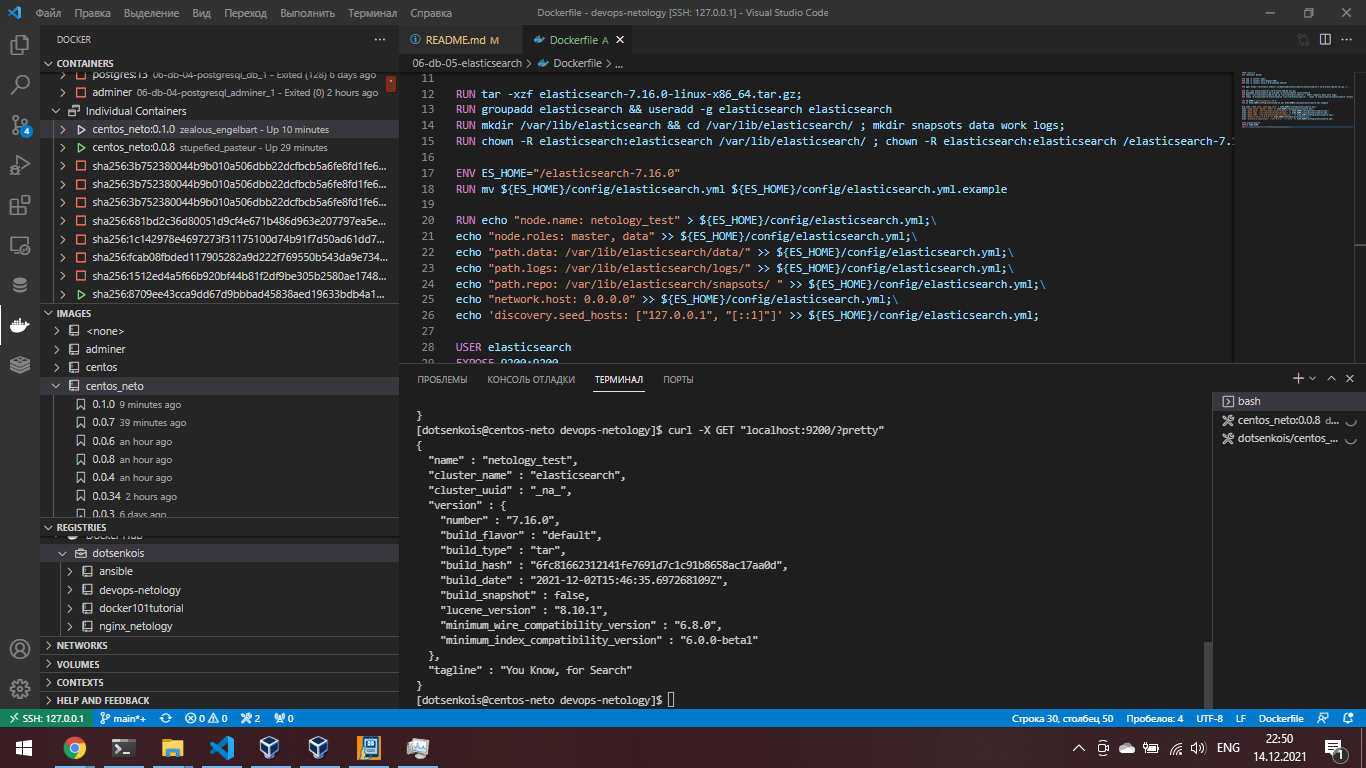 Файл Правка Выделение Вид Переход Выполнить Терминал Справка
Dockerfile - devops-netology [SSH: 127.0.0.1] - Visual Studio Code
DOCKER
CONTAINERS
postgres:13 06-db-04-postgresql_db_1 - Exited (128) 6 days ago
adminer 06-db-04-postgresql_adminer_1 - Exited (0) 2 hours ago
Individual Containers
centos_neto:0.1.0 zealous_engelbart - Up 10 minutes
centos_neto:0.0.8 stupefied_pasteur - Up 29 minutes
sha256:3b752380044b9b010a506dbb22dcfbcb5a6fe8fd1fe6...
sha256:3b752380044b9b010a506dbb22dcfbcb5a6fe8fd1fe6...
sha256:3b752380044b9b010a506dbb22dcfbcb5a6fe8fd1fe6...
sha256:681bd2c36d80051d9cf4e671b486d963e207797ea5e...
sha256:1c142978e4697273f31175100d74b91f7d50ad61dd7...
sha256:fcab08fbded117905282a9d222f769550b543da9e734...
sha256:1512ed4a5f66b920bf44b81f2df9be305b2580ae1748...
sha256:8709ee43cca9dd67d9bbbad45838aed19633bdb4a1...
4
IMAGES
<none>
adminer
centos
centos_neto
0.1.0 9 minutes ago
0.0.7 39 minutes ago
0.0.6 an hour ago
0.0.8 an hour ago
0.0.4 an hour ago
0.0.34 2 hours ago
0.0.3 6 days ago
REGISTRIES
Docker Hub
dotsenkois
ansible
devops-netology
docker101tutorial
nginx_netology
NETWORKS
VOLUMES
CONTEXTS
HELP AND FEEDBACK
README.md M
Dockerfile A
06-db-05-elasticsearch > Dockerfile > ...
11
12 RUN tar -xzf elasticsearch-7.16.0-linux-x86_64.tar.gz;
13 RUN groupadd elasticsearch && useradd -g elasticsearch elasticsearch
14 RUN mkdir /var/lib/elasticsearch && cd /var/lib/elasticsearch/ ; mkdir snapsots data work logs;
15 RUN chown -R elasticsearch:elasticsearch /var/lib/elasticsearch/ ; chown -R elasticsearch:elasticsearch /elasticsearch-7.1
16
17 ENV ES_HOME="/elasticsearch-7.16.0"
18 RUN mv ${ES_HOME}/config/elasticsearch.yml ${ES_HOME}/config/elasticsearch.yml.example
19
20 RUN echo "node.name: netology_test" > ${ES_HOME}/config/elasticsearch.yml;\
21 echo "node.roles: master, data" >> ${ES_HOME}/config/elasticsearch.yml;\
22 echo "path.data: /var/lib/elasticsearch/data/" >> ${ES_HOME}/config/elasticsearch.yml;\
23 echo "path.logs: /var/lib/elasticsearch/logs/" >> ${ES_HOME}/config/elasticsearch.yml;\
24 echo "path.repo: /var/lib/elasticsearch/snapsots/ " >> ${ES_HOME}/config/elasticsearch.yml;\
25 echo "network.host: 0.0.0.0" >> ${ES_HOME}/config/elasticsearch.yml;\
26 echo 'discovery.seed_hosts: ["127.0.0.1", "[::1]"]' >> ${ES_HOME}/config/elasticsearch.yml;
27
28 USER elasticsearch
29 EXPOSE 9200:9200
ПРОБЛЕМЫ КОНСОЛЬ ОТЛАДКИ ТЕРМИНАЛ ПОРТЫ
}
[dotsenkois@centos-neto devops-netology]$ curl -X GET "localhost:9200/?pretty"
{
"name" : "netology_test",
"cluster_name" : "elasticsearch",
"cluster_uuid" : "_na_",
"version" : {
"number" : "7.16.0",
"build_flavor" : "default",
"build_type" : "tar",
"build_hash" : "6fc81662312141fe7691d7c1c91b8658ac17aa0d",
"build_date" : "2021-12-02T15:46:35.697268109Z",
"build_snapshot" : false,
"lucene_version" : "8.10.1",
"minimum_wire_compatibility_version" : "6.8.0",
"minimum_index_compatibility_version" : "6.0.0-beta1"
},
"tagline" : "You Know, for Search"
}
[dotsenkois@centos-neto devops-netology]$
bash
centos_neto:0.0.8 d...
dotsenkois/centos_...
SSH: 127.0.0.1 main*+ 0 0 2 0
Строка 30, столбец 50 Пробелов: 4 UTF-8 LF Dockerfile
ENG
22:50
14.12.2021
1